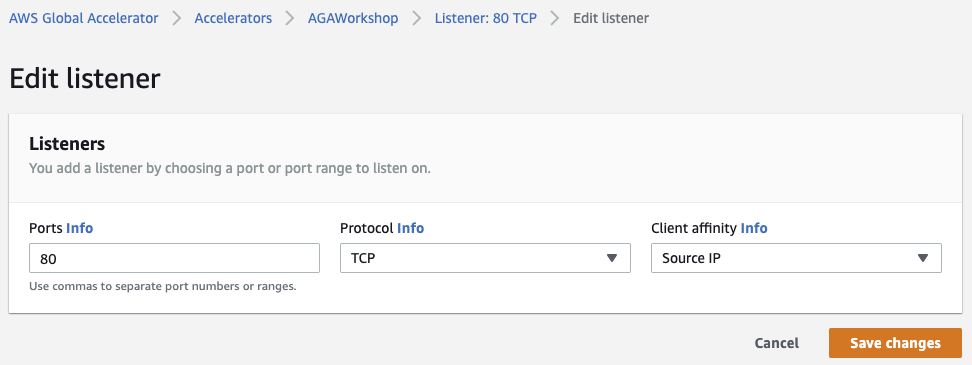 AWS Global Accelerator > Accelerators > AGAWorkshop > Listener: 80 TCP > Edit listener
Edit listener
Listeners
You add a listener by choosing a port or port range to listen on.
Ports Info Protocol Info Client affinity Info
80 TCP Source IP
Use commas to separate port numbers or ranges.
Cancel Save changes